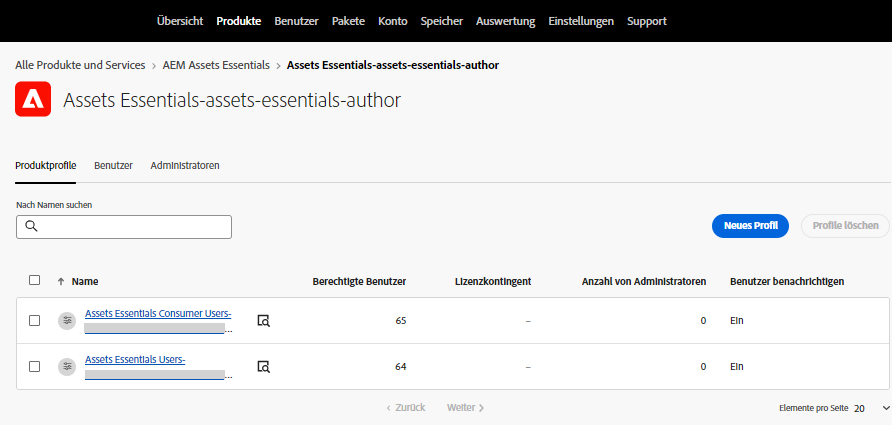 Übersicht Produkte Benutzer Pakete Konto Speicher Auswertung Einstellungen Support
Alle Produkte und Services > AEM Assets Essentials > Assets Essentials-assets-essentials-author
Assets Essentials-assets-essentials-author
Produktprofile Benutzer Administratoren
Nach Namen suchen
Neues Profil Profile löschen
↑ Name Berechtigte Benutzer Lizenzkontingent Anzahl von Administratoren Benutzer benachrichtigen
Assets Essentials Consumer Users-
... 65 – 0 Ein
Assets Essentials Users-
... 64 – 0 Ein
‹ Zurück Weiter › Elemente pro Seite 20